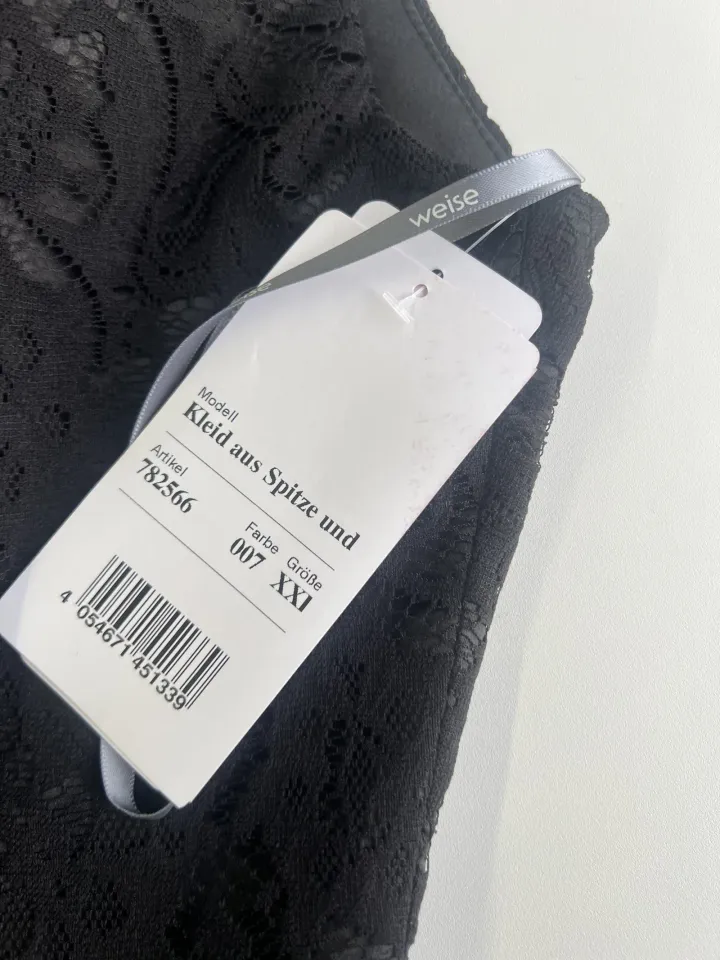 weise
Modell
Kleid aus Spitze und
Artikel
782566
Farbe Größe
007 XXl
4 054671 451339